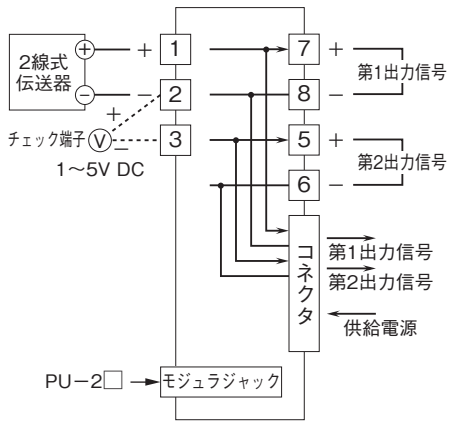 2線式
伝送器
+
−
+ 1
− 2
+
−
3
チェック端子 V
1～5V DC
7 +
8 −
第1出力信号
5 +
6 −
第2出力信号
コネクタ
第1出力信号
第2出力信号
供給電源
PU−2□
モジュラジャック